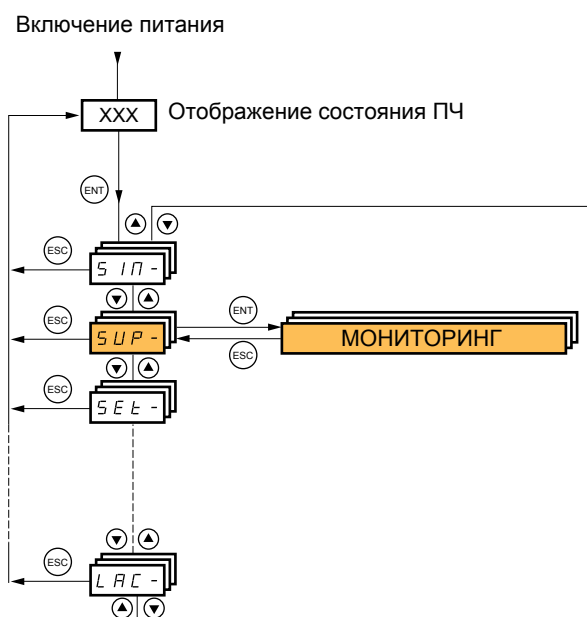 Включение питания
XXX
Отображение состояния ПЧ
ENT
ESC
SIM-
ESC
SUP-
ENT
МОНИТОРИНГ
ESC
ESC
SEt-
ESC
LAC-